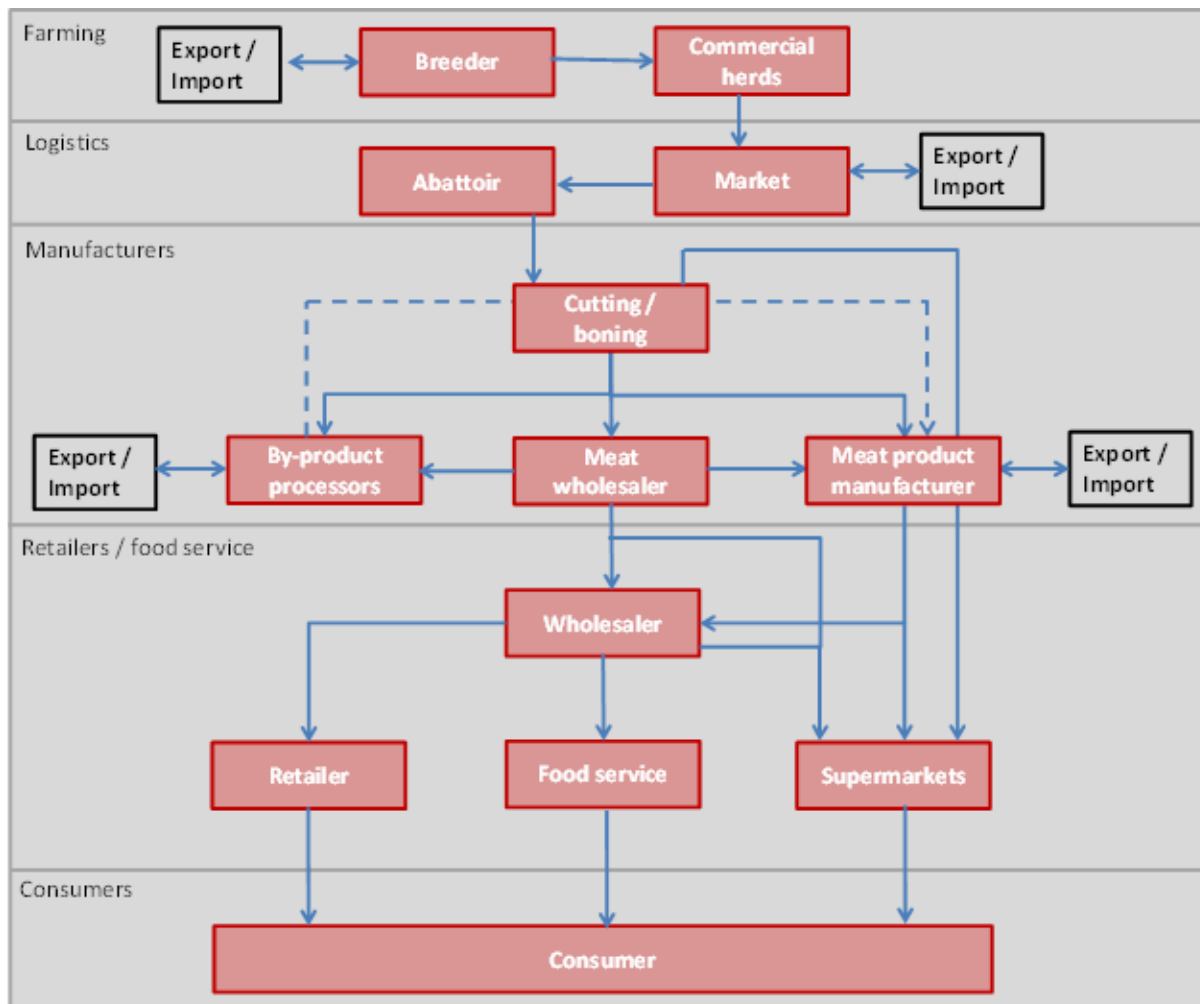 Farming
Export /
Import
Breeder
Commercial
herds
Logistics
Abattoir
Market
Export /
Import
Manufacturers
Cutting /
boning
Export /
Import
By-product
processors
Meat
wholesaler
Meat product
manufacturer
Export /
Import
Retailers / food service
Wholesaler
Retailer
Food service
Supermarkets
Consumers
Consumer